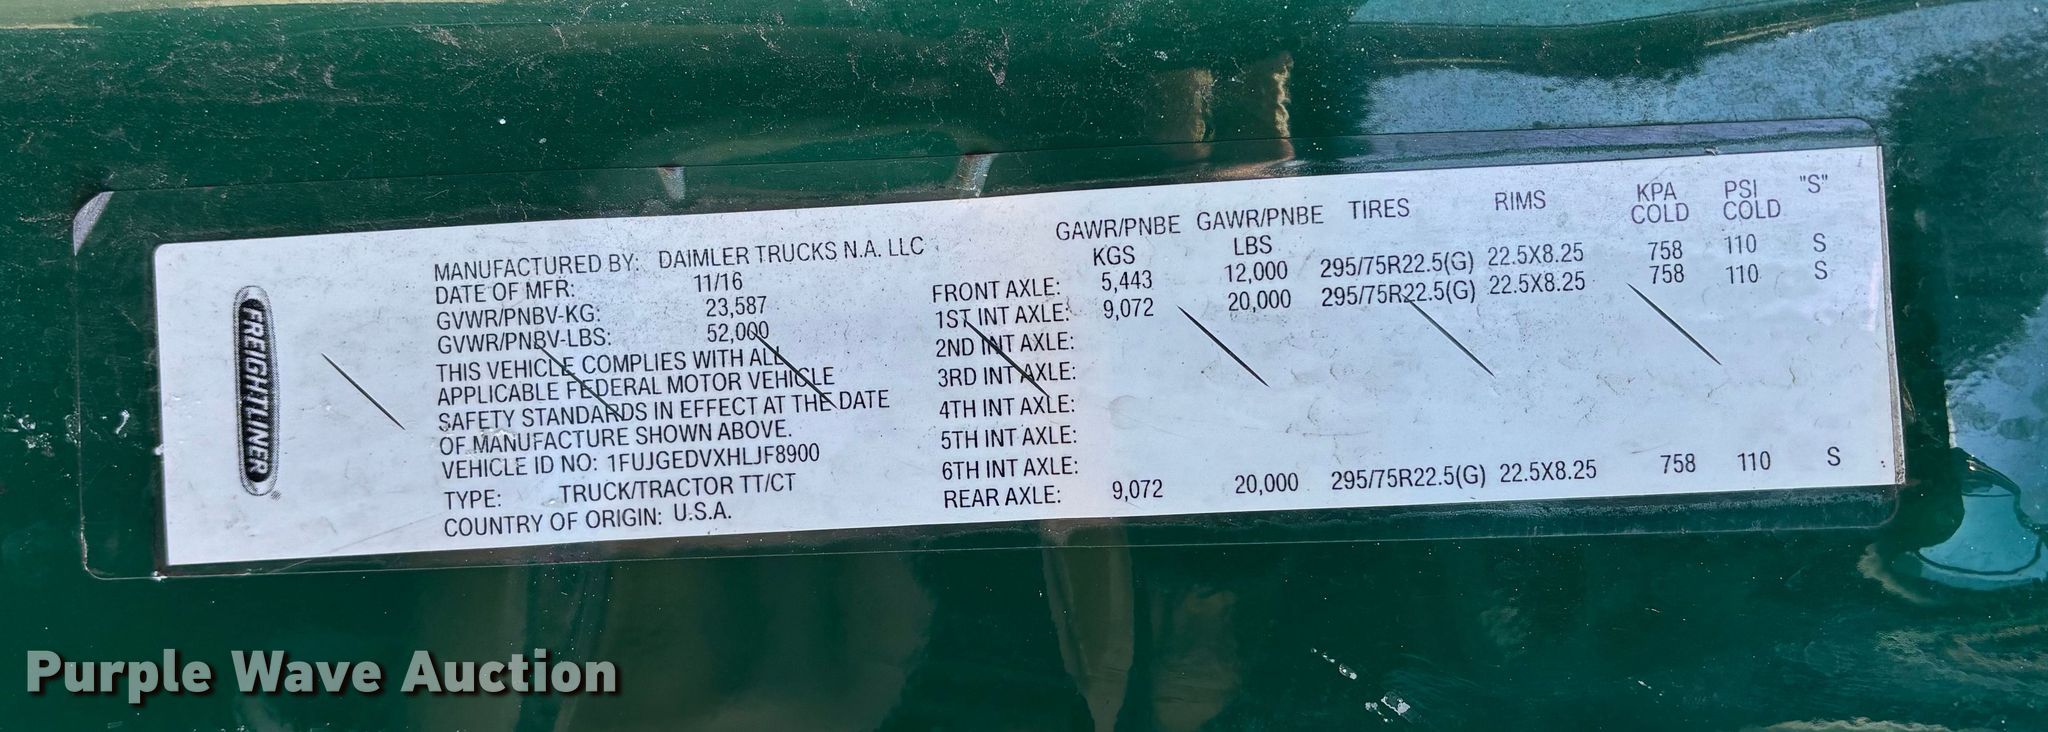 FREIGHTLINER
MANUFACTURED BY: DAIMLER TRUCKS N.A. LLC
DATE OF MFR: 11/16
GVWR/PNBV-KG: 23,587
GVWR/PNBV-LBS: 52,000
THIS VEHICLE COMPLIES WITH ALL
APPLICABLE FEDERAL MOTOR VEHICLE
SAFETY STANDARDS IN EFFECT AT THE DATE
OF MANUFACTURE SHOWN ABOVE.
VEHICLE ID NO: 1FUJGEDVXHLJF8900
TYPE: TRUCK/TRACTOR TT/CT
COUNTRY OF ORIGIN: U.S.A.
GAWR/PNBE GAWR/PNBE TIRES RIMS KPA PSI "S"
KGS LBS COLD COLD
FRONT AXLE: 5,443 12,000 295/75R22.5(G) 22.5X8.25 758 110 S
1ST INT AXLE: 9,072 20,000 295/75R22.5(G) 22.5X8.25 758 110 S
2ND INT AXLE:
3RD INT AXLE:
4TH INT AXLE:
5TH INT AXLE:
6TH INT AXLE:
REAR AXLE: 9,072 20,000 295/75R22.5(G) 22.5X8.25 758 110 S
Purple Wave Auction